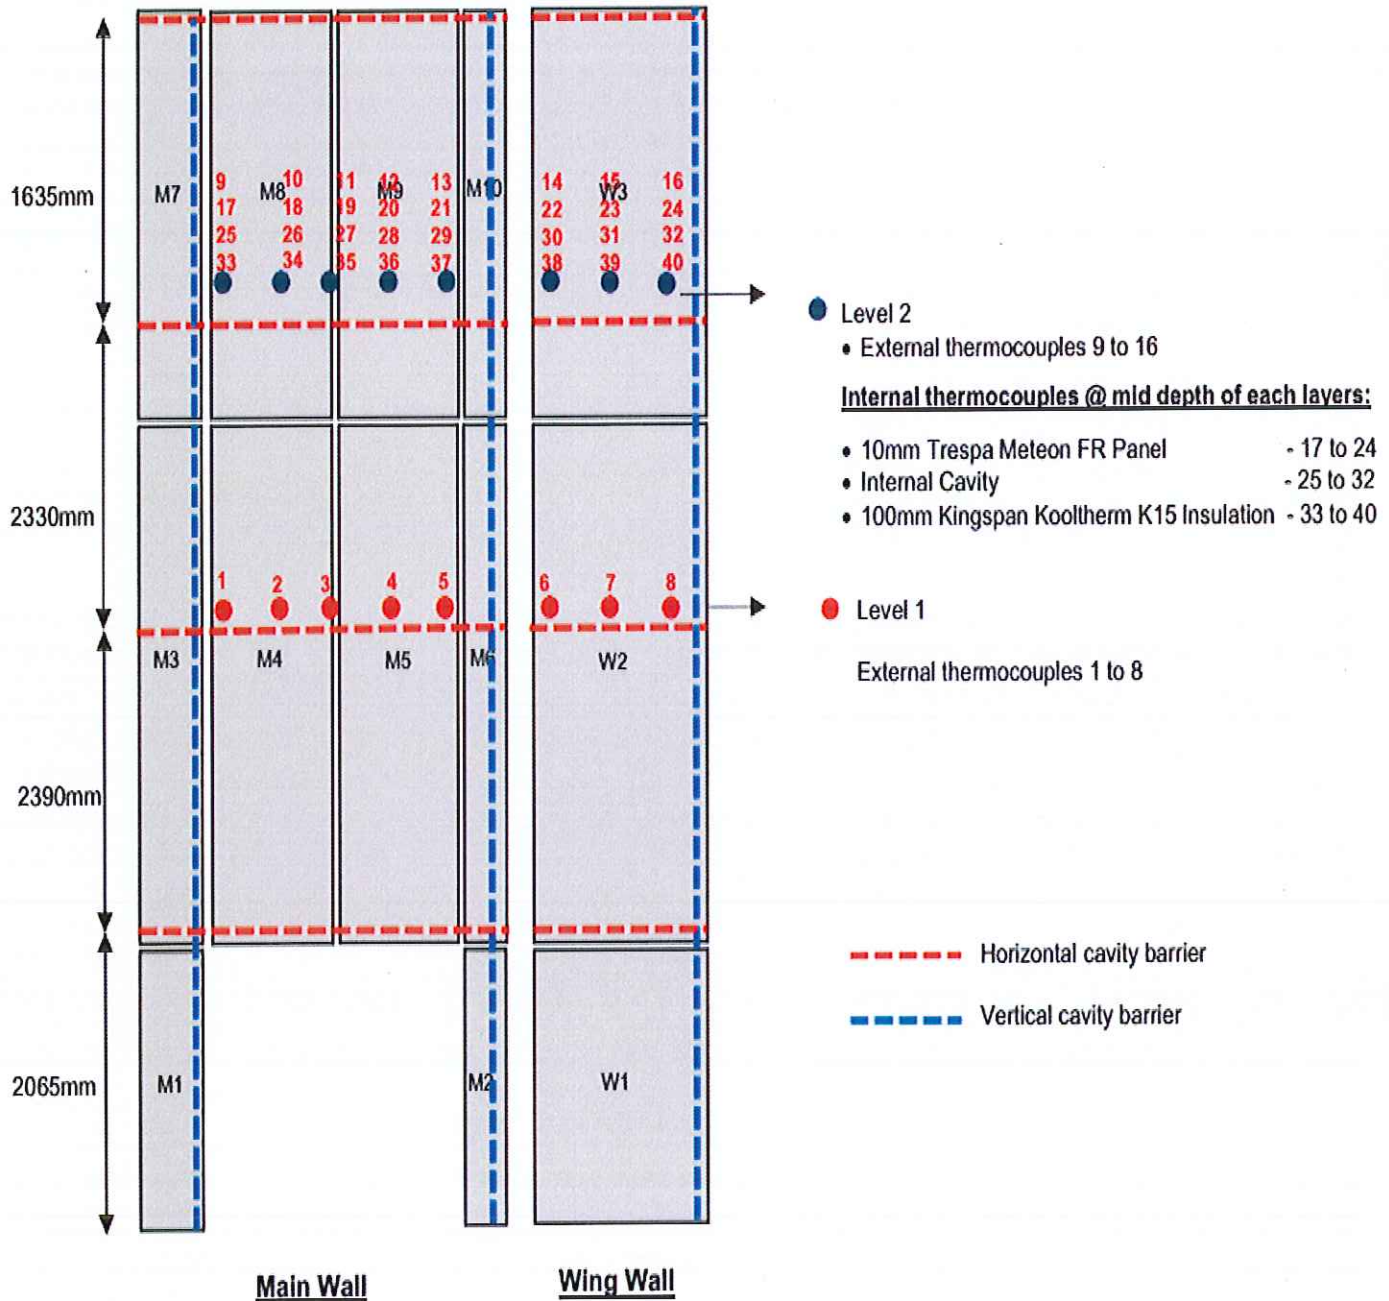 1635mm
M7
M8
M9
M10
W3
9 10 11 12 13 14 15 16
17 18 19 20 21 22 23 24
25 26 27 28 29 30 31 32
33 34 35 36 37 38 39 40
Level 2
• External thermocouples 9 to 16
Internal thermocouples @ mid depth of each layers:
• 10mm Trespa Meteon FR Panel - 17 to 24
• Internal Cavity - 25 to 32
• 100mm Kingspan Kooltherm K15 Insulation - 33 to 40
2330mm
1 2 3 4 5 6 7 8
Level 1
External thermocouples 1 to 8
M3 M4 M5 M6 W2
2390mm
Horizontal cavity barrier
Vertical cavity barrier
2065mm
M1 M2 W1
Main Wall Wing Wall